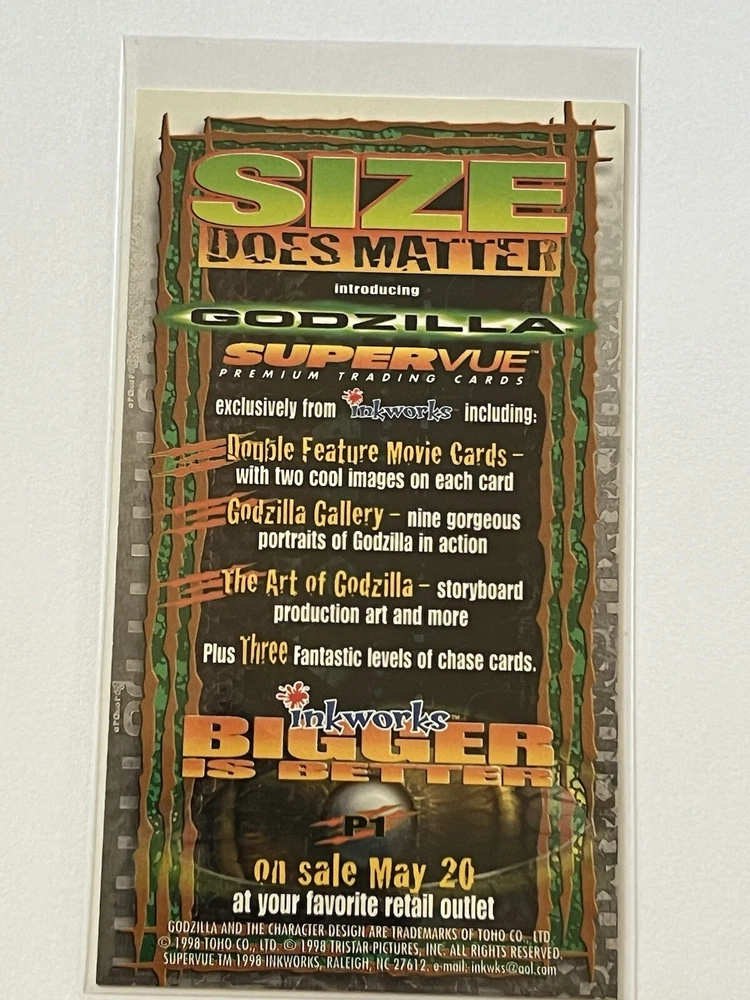 SIZE
DOES MATTER
introducing
GODZILLA™
SUPERVUE™
PREMIUM TRADING CARDS
exclusively from inkworks™ including:
Double Feature Movie Cards –
with two cool images on each card
Godzilla Gallery – nine gorgeous
portraits of Godzilla in action
The Art of Godzilla – storyboard
production art and more
Plus Three Fantastic levels of chase cards.
inkworks™
BIGGER
IS BETTER
P1
on sale May 20
at your favorite retail outlet
GODZILLA AND THE CHARACTER DESIGN ARE TRADEMARKS OF TOHO CO., LTD.
© 1998 TOHO CO., LTD. © 1998 TRISTAR PICTURES, INC. ALL RIGHTS RESERVED.
SUPERVUE TM 1998 INKWORKS, RALEIGH, NC 27612. e-mail: inkwks@aol.com